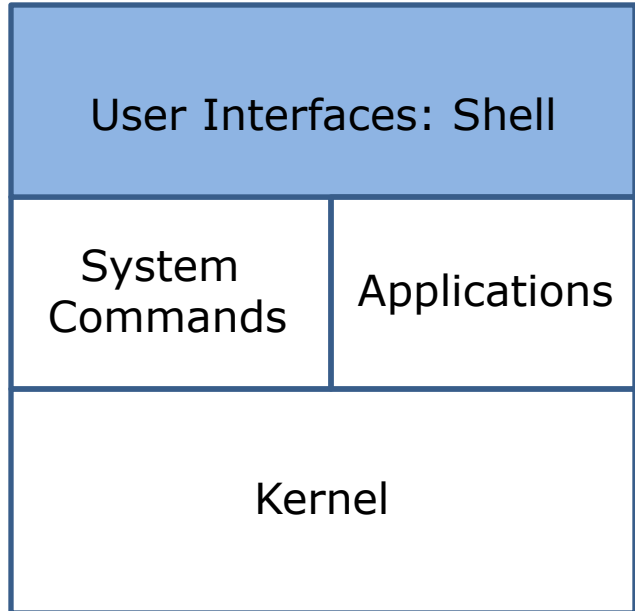 User Interfaces: Shell
System
Commands
Applications
Kernel